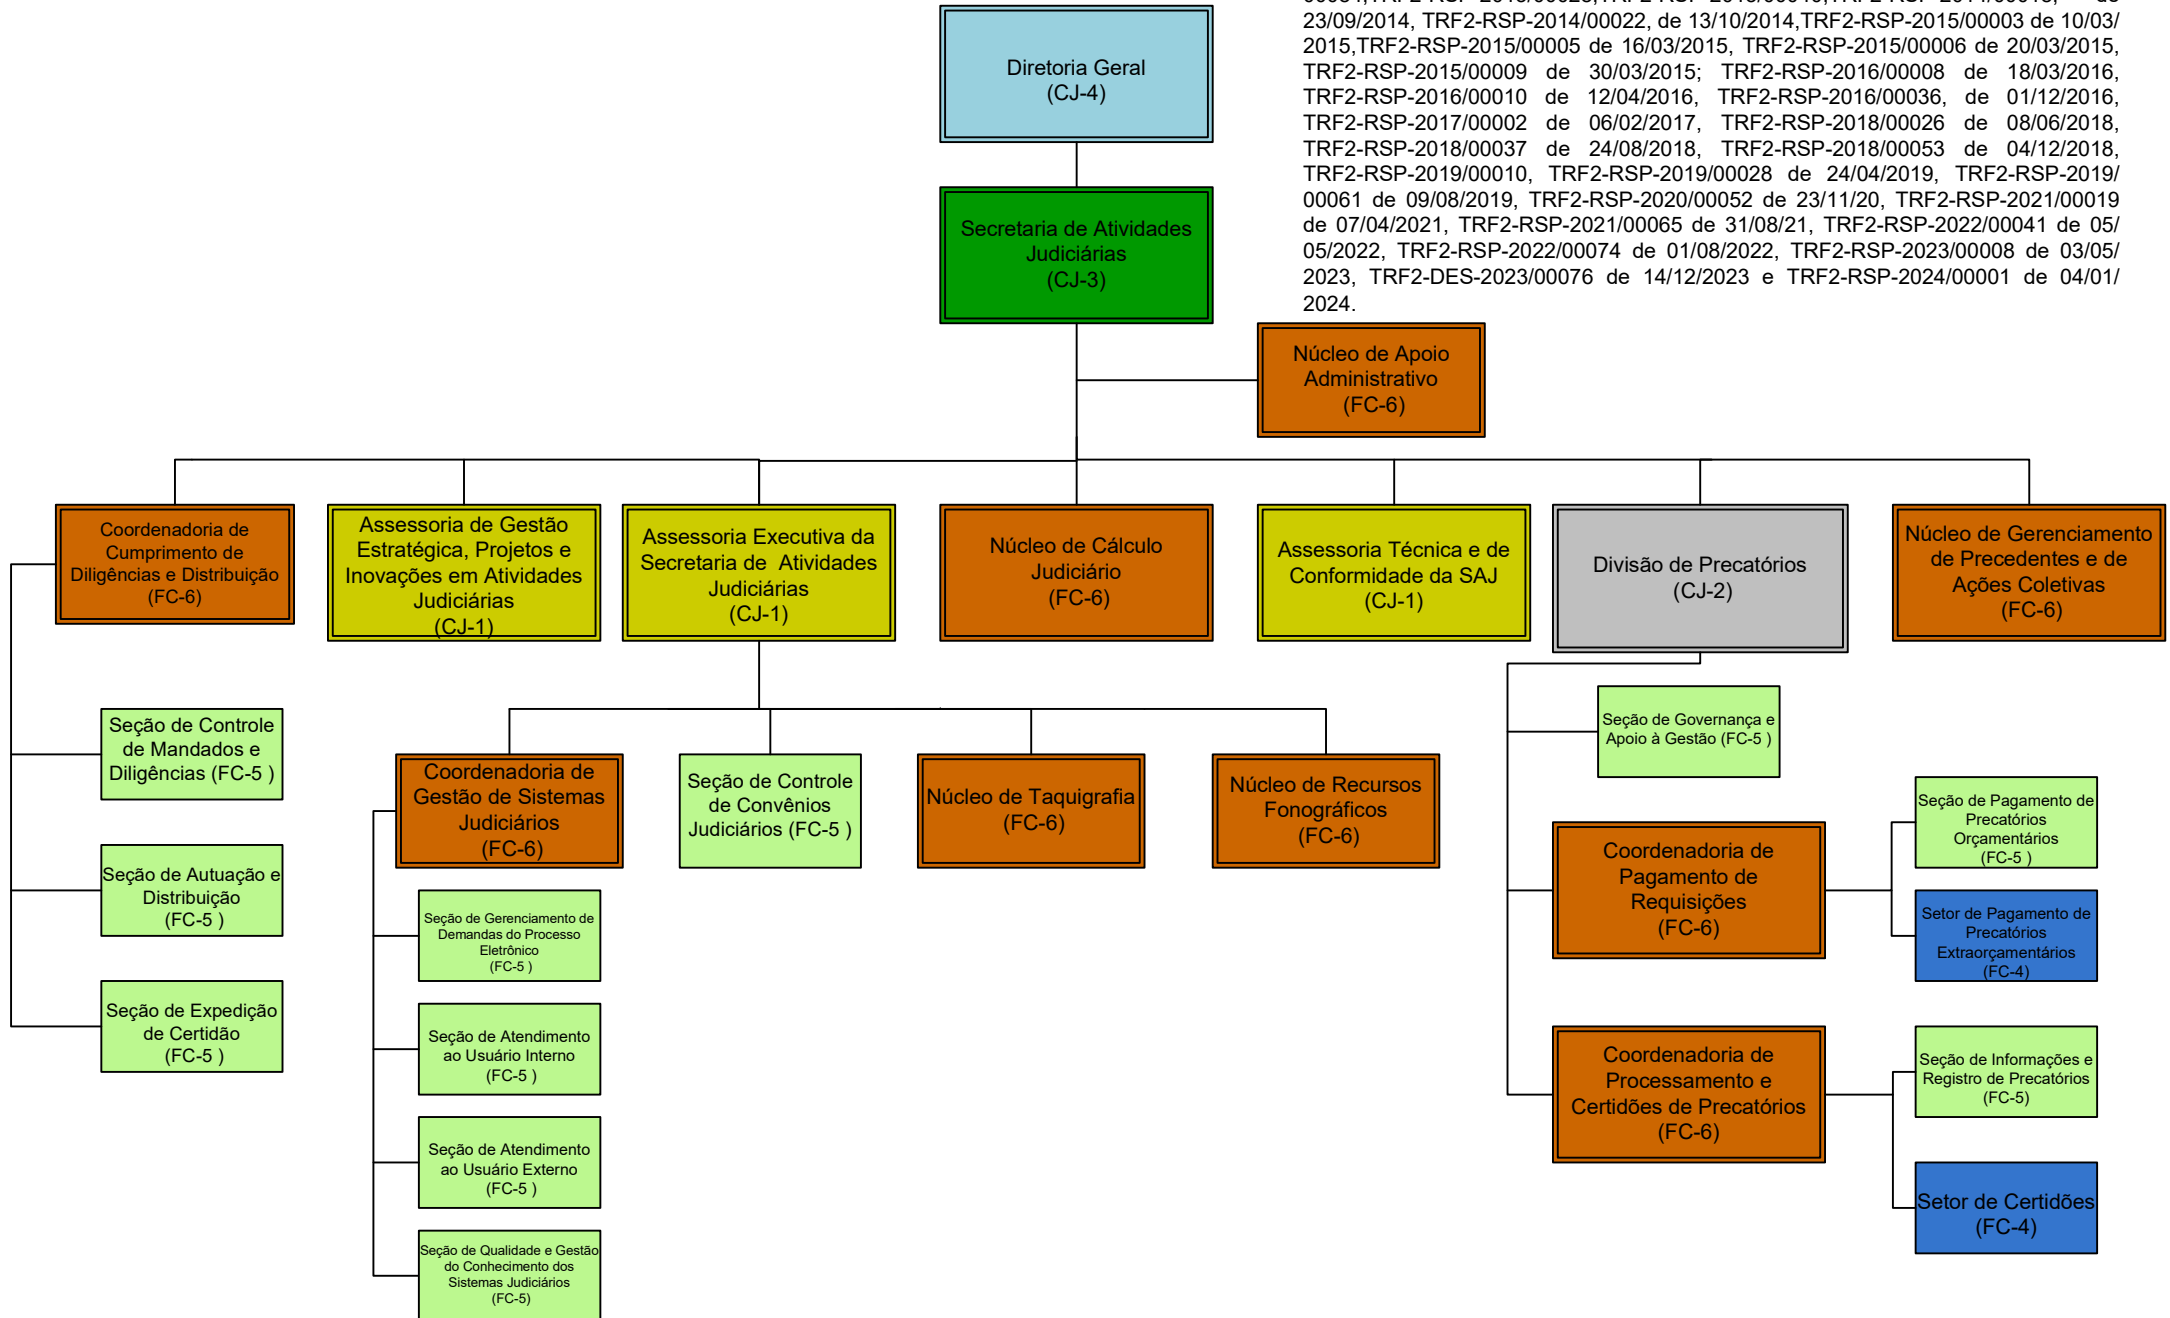 23/09/2014, TRF2-RSP-2014/00022, de 13/10/2014,TRF2-RSP-2015/00003 de 10/03/
2015,TRF2-RSP-2015/00005 de 16/03/2015, TRF2-RSP-2015/00006 de 20/03/2015,
TRF2-RSP-2015/00009 de 30/03/2015; TRF2-RSP-2016/00008 de 18/03/2016,
TRF2-RSP-2016/00010 de 12/04/2016, TRF2-RSP-2016/00036, de 01/12/2016,
TRF2-RSP-2017/00002 de 06/02/2017, TRF2-RSP-2018/00026 de 08/06/2018,
TRF2-RSP-2018/00037 de 24/08/2018, TRF2-RSP-2018/00053 de 04/12/2018,
TRF2-RSP-2019/00010, TRF2-RSP-2019/00028 de 24/04/2019, TRF2-RSP-2019/
00061 de 09/08/2019, TRF2-RSP-2020/00052 de 23/11/20, TRF2-RSP-2021/00019
de 07/04/2021, TRF2-RSP-2021/00065 de 31/08/21, TRF2-RSP-2022/00041 de 05/
05/2022, TRF2-RSP-2022/00074 de 01/08/2022, TRF2-RSP-2023/00008 de 03/05/
2023, TRF2-DES-2023/00076 de 14/12/2023 e TRF2-RSP-2024/00001 de 04/01/
2024.
Diretoria Geral
(CJ-4)
Secretaria de Atividades
Judiciárias
(CJ-3)
Núcleo de Apoio
Administrativo
(FC-6)
Coordenadoria de
Cumprimento de
Diligências e Distribuição
(FC-6)
Assessoria de Gestão
Estratégica, Projetos e
Inovações em Atividades
Judiciárias
(CJ-1)
Assessoria Executiva da
Secretaria de Atividades
Judiciárias
(CJ-1)
Núcleo de Cálculo
Judiciário
(FC-6)
Assessoria Técnica e de
Conformidade da SAJ
(CJ-1)
Divisão de Precatórios
(CJ-2)
Núcleo de Gerenciamento
de Precedentes e de
Ações Coletivas
(FC-6)
Seção de Controle
de Mandados e
Diligências (FC-5 )
Seção de Autuação e
Distribuição
(FC-5 )
Seção de Expedição
de Certidão
(FC-5 )
Coordenadoria de
Gestão de Sistemas
Judiciários
(FC-6)
Seção de Controle
de Convênios
Judiciários (FC-5 )
Núcleo de Taquigrafia
(FC-6)
Núcleo de Recursos
Fonográficos
(FC-6)
Seção de Gerenciamento de
Demandas do Processo
Eletrônico
(FC-5 )
Seção de Atendimento
ao Usuário Interno
(FC-5 )
Seção de Atendimento
ao Usuário Externo
(FC-5 )
Seção de Qualidade e Gestão
do Conhecimento dos
Sistemas Judiciários
(FC-5)
Seção de Governança e
Apoio à Gestão (FC-5 )
Coordenadoria de
Pagamento de
Requisições
(FC-6)
Seção de Pagamento de
Precatórios
Orçamentários
(FC-5 )
Setor de Pagamento de
Precatórios
Extraorçamentários
(FC-4)
Coordenadoria de
Processamento e
Certidões de Precatórios
(FC-6)
Seção de Informações e
Registro de Precatórios
(FC-5)
Setor de Certidões
(FC-4)